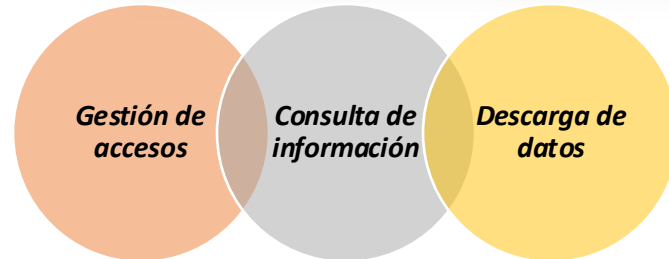 Gestión de
accesos
Consulta de
información
Descarga de
datos